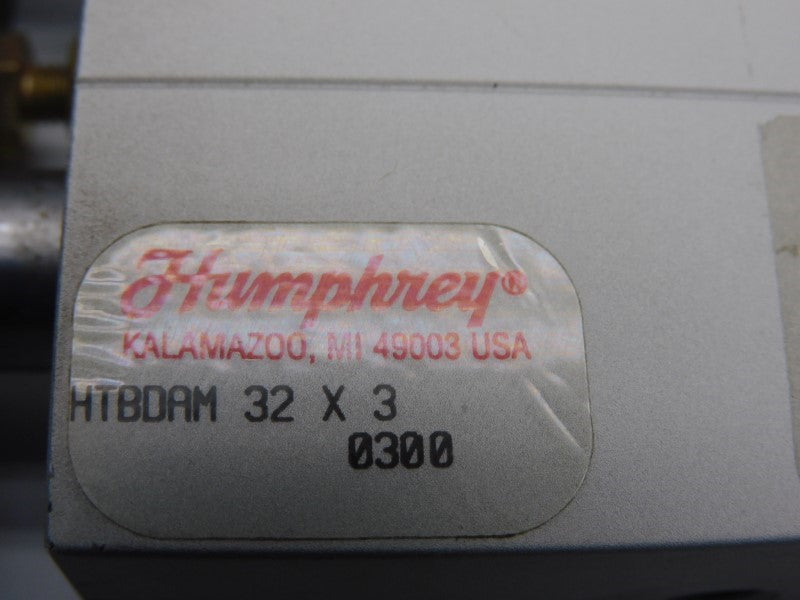 Humphrey®
KALAMAZOO, MI 49003 USA
HTBDAM 32 X 3
0300